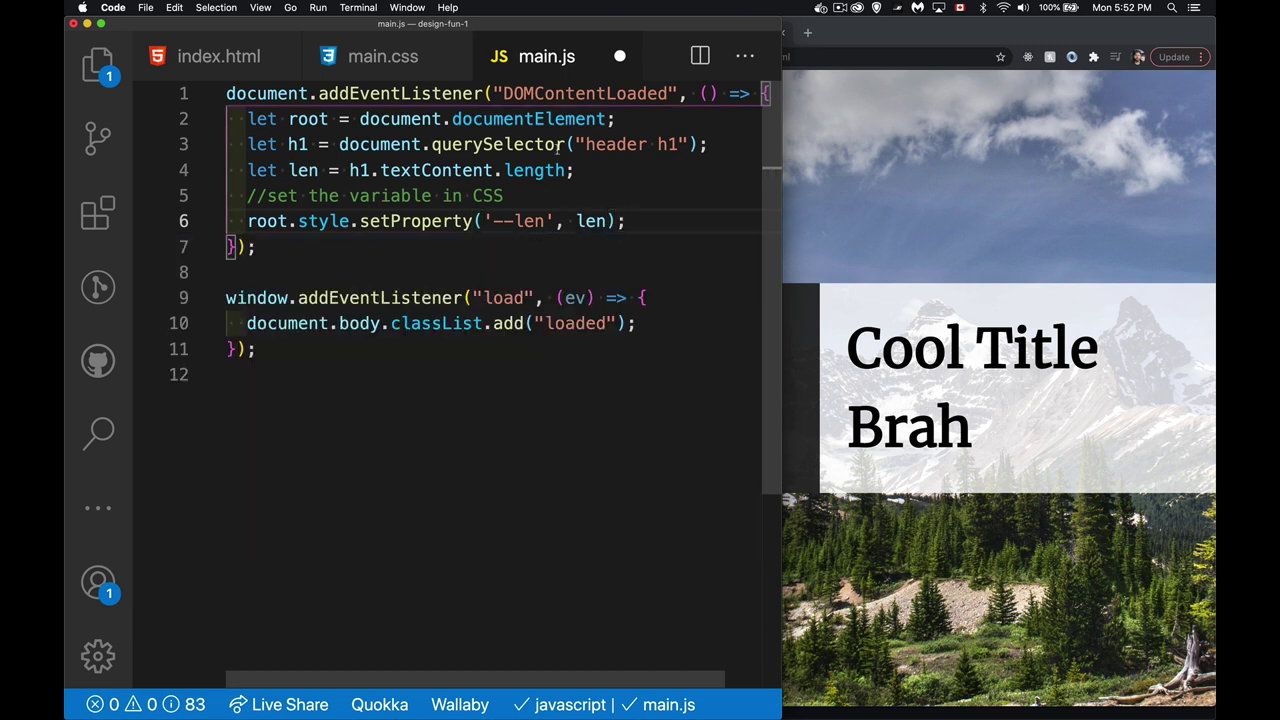 Code File Edit Selection View Go Run Terminal Window Help 100% Mon 5:52 PM
main.js — design-fun-1
index.html main.css JS main.js
Update
1 document.addEventListener("DOMContentLoaded", () => {
2 let root = document.documentElement;
3 let h1 = document.querySelector("header h1");
4 let len = h1.textContent.length;
5 //set the variable in CSS
6 root.style.setProperty('--len', len);
7 });
8
9 window.addEventListener("load", (ev) => {
10 document.body.classList.add("loaded");
11 });
12
1
1
Cool Title
Brah
0 0 83 Live Share Quokka Wallaby javascript | main.js